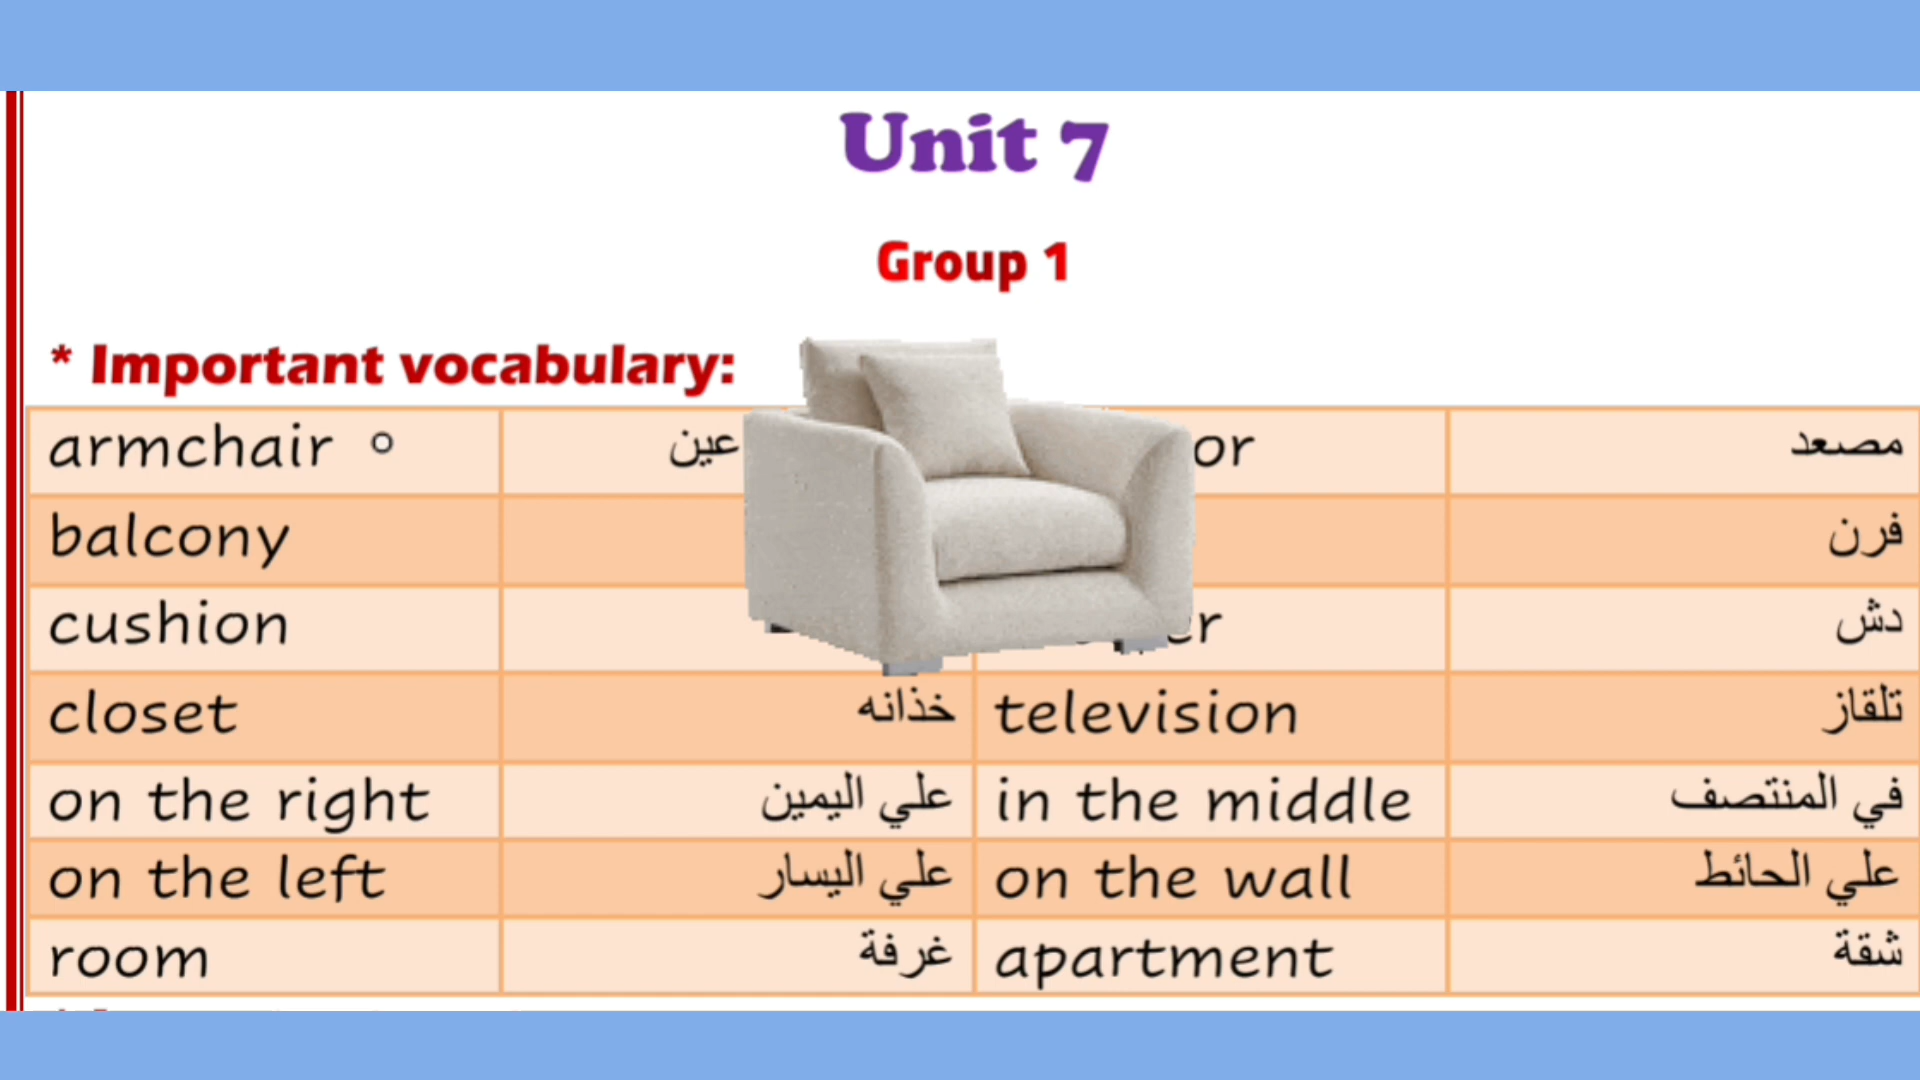 Unit 7
Group 1
* Important vocabulary:
armchair عين or مصعد
balcony فرن
cushion دش
closet خذانه television تلقاز
on the right علي اليمين in the middle في المنتصف
on the left علي اليسار on the wall علي الحائط
room غرفة apartment شقة